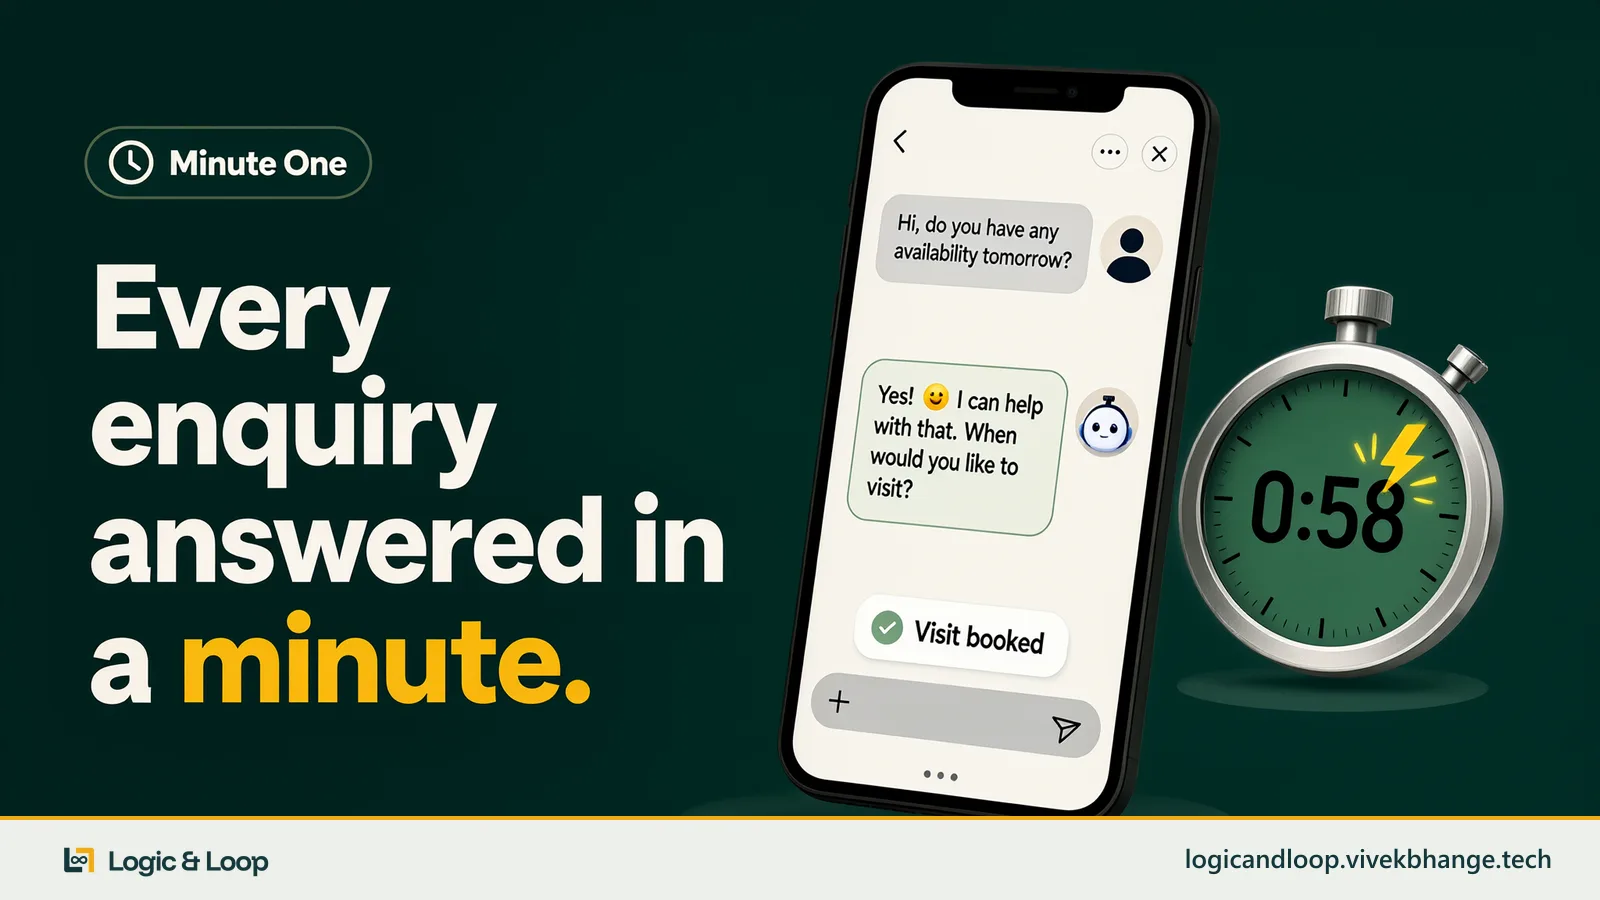 Minute One
Every
enquiry
answered in
a minute.
Hi, do you have any
availability tomorrow?
Yes! 🙂 I can help
with that. When
would you like to
visit?
Visit booked
0:58
Logic & Loop
logicandloop.vivekbhange.tech